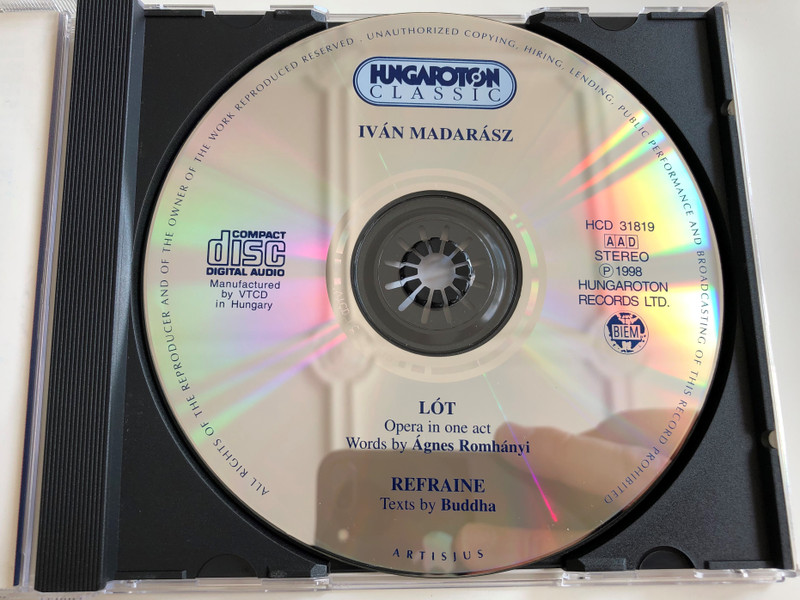 ALL RIGHTS OF THE REPRODUCER AND OF THE OWNER OF THE WORK REPRODUCED RESERVED . UNAUTHORIZED COPYING, HIRING, LENDING, PUBLIC PERFORMANCE AND BROADCASTING OF THIS RECORD PROHIBITED
HUNGAROTON
CLASSIC
IVÁN MADARÁSZ
COMPACT
disc
DIGITAL AUDIO
Manufactured
by VTCD
in Hungary
HCD 31819
AAD
STEREO
Ⓟ 1998
HUNGAROTON
RECORDS LTD.
BIEM
LÓT
Opera in one act
Words by Ágnes Romhányi
REFRAINE
Texts by Buddha
ARTISJUS